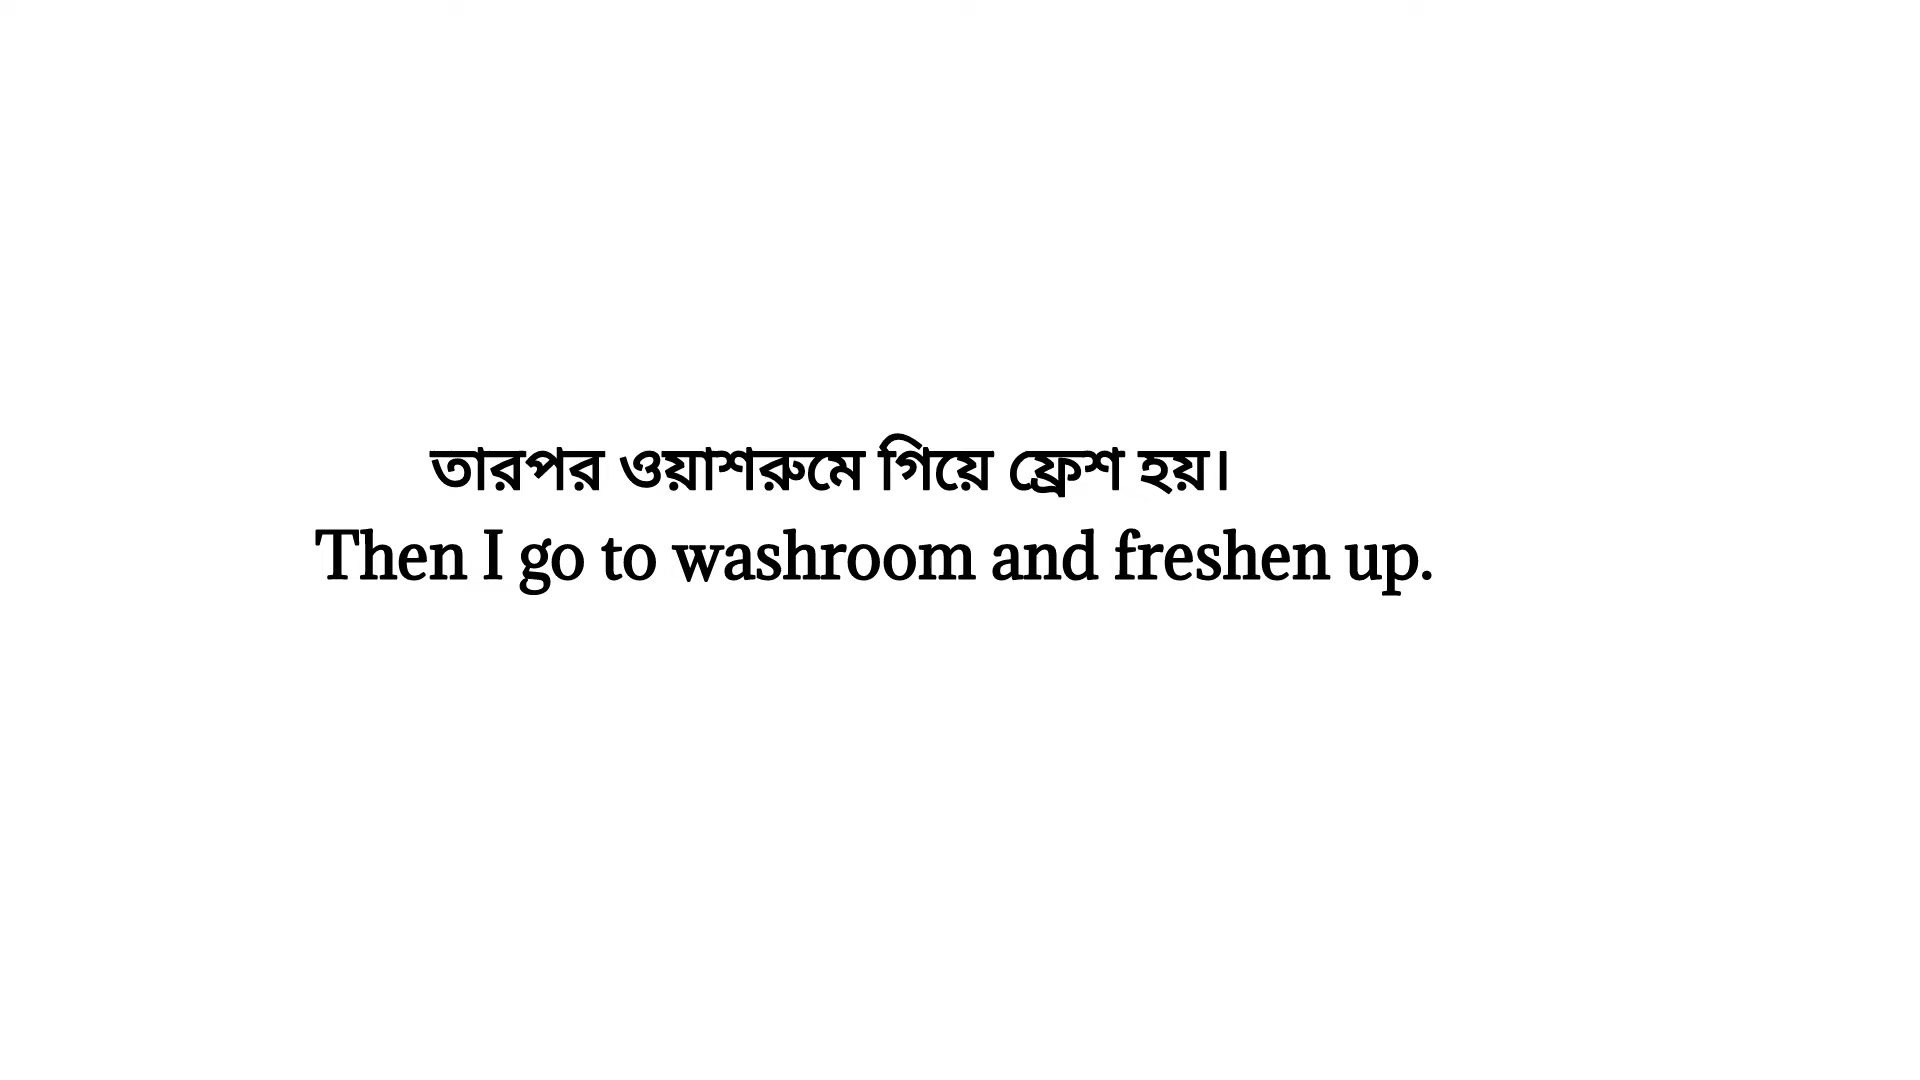 তারপর ওয়াশরুমে গিয়ে ফ্রেশ হয়।
Then I go to washroom and freshen up.